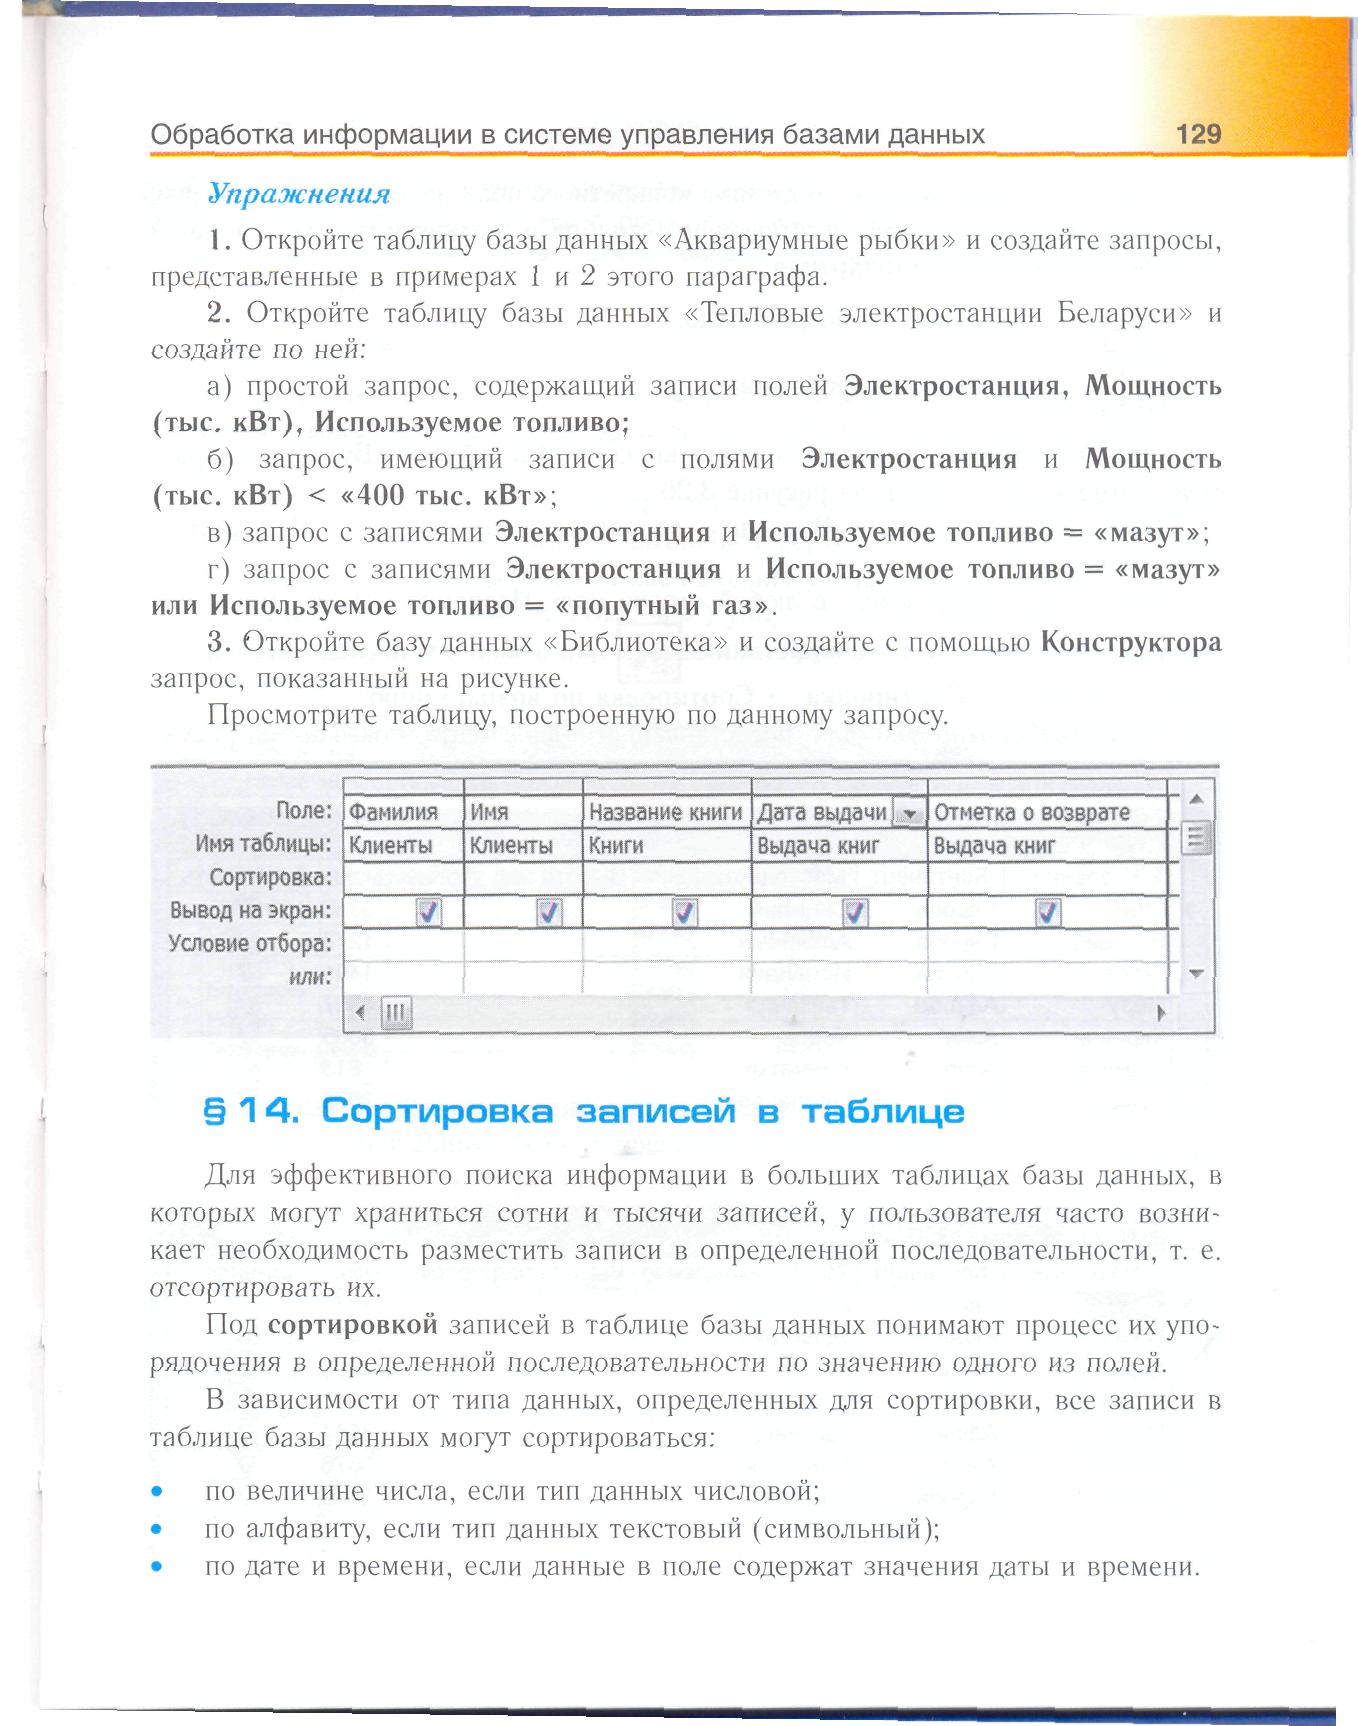 Обработка информации в системе управления базами данных 129
Упражнения
1. Откройте таблицу базы данных «Аквариумные рыбки» и создайте запросы,
представленные в примерах 1 и 2 этого параграфа.
2. Откройте таблицу базы данных «Тепловые электростанции Беларуси» и
создайте по ней:
а) простой запрос, содержащий записи полей Электростанция, Мощность
(тыс. кВт), Используемое топливо;
б) запрос, имеющий записи с полями Электростанция и Мощность
(тыс. кВт) < «400 тыс. кВт»;
в) запрос с записями Электростанция и Используемое топливо = «мазут»;
г) запрос с записями Электростанция и Используемое топливо = «мазут»
или Используемое топливо = «попутный газ».
3. Откройте базу данных «Библиотека» и создайте с помощью Конструктора
запрос, показанный на рисунке.
Просмотрите таблицу, построенную по данному запросу.
Поле: Фамилия Имя Название книги Дата выдачи Отметка о возврате
Имя таблицы: Клиенты Клиенты Книги Выдача книг Выдача книг
Сортировка:
Вывод на экран:
Условие отбора:
или:
§ 14. Сортировка записей в таблице
Для эффективного поиска информации в больших таблицах базы данных, в
которых могут храниться сотни и тысячи записей, у пользователя часто возни-
кает необходимость разместить записи в определенной последовательности, т. е.
отсортировать их.
Под сортировкой записей в таблице базы данных понимают процесс их упо-
рядочения в определенной последовательности по значению одного из полей.
В зависимости от типа данных, определенных для сортировки, все записи в
таблице базы данных могут сортироваться:
• по величине числа, если тип данных числовой;
• по алфавиту, если тип данных текстовый (символьный);
• по дате и времени, если данные в поле содержат значения даты и времени.